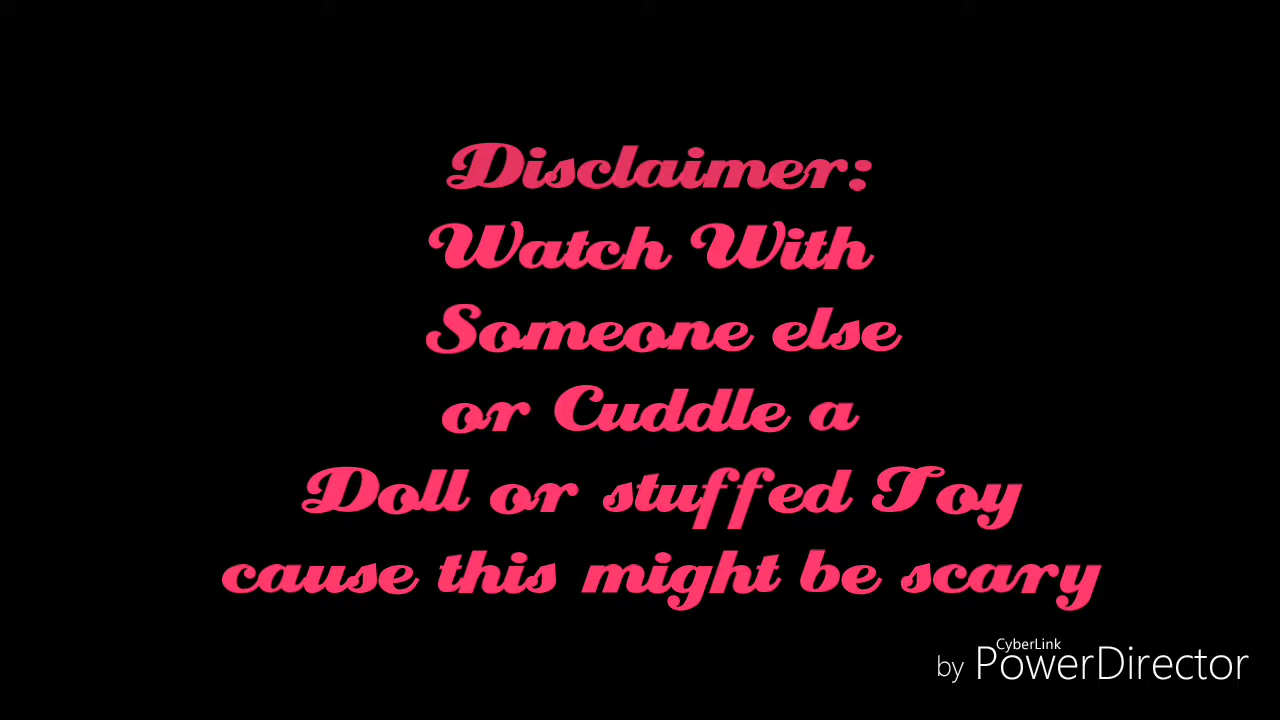 Disclaimer:
Watch With
Someone else
or Cuddle a
Doll or stuffed Toy
cause this might be scary
CyberLink
by PowerDirector